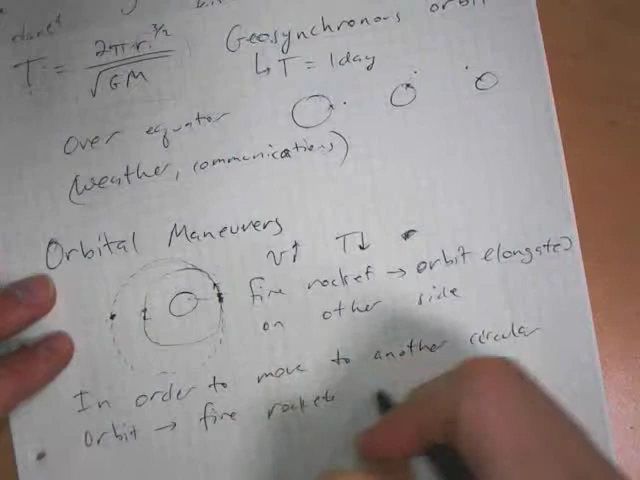 planet
T = 2πr^3/2 / √GM
Geosynchronous orbit
↳ T = 1 day
Over equator
(weather, communications)
Orbital Maneuvers
v↑ T↓
fire rocket → orbit elongated
on other side
In order to move to another circular
orbit → fire rockets